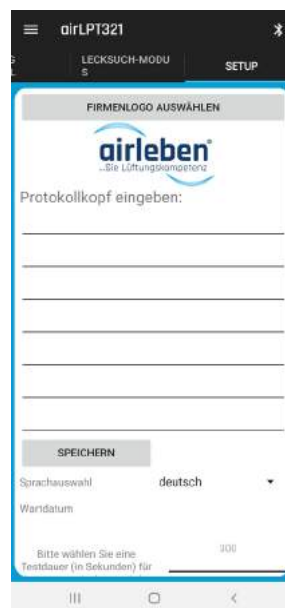 airLPT321
G
LECKSUCH-MODU
S
SETUP
L
FIRMENLOGO AUSWÄHLEN
airleben
...Die Lüftungskompetenz
Protokollkopf eingeben:
SPEICHERN
Sprachauswahl deutsch
Wartdatum
Bitte wählen Sie eine
Testdauer (in Sekunden) für
300